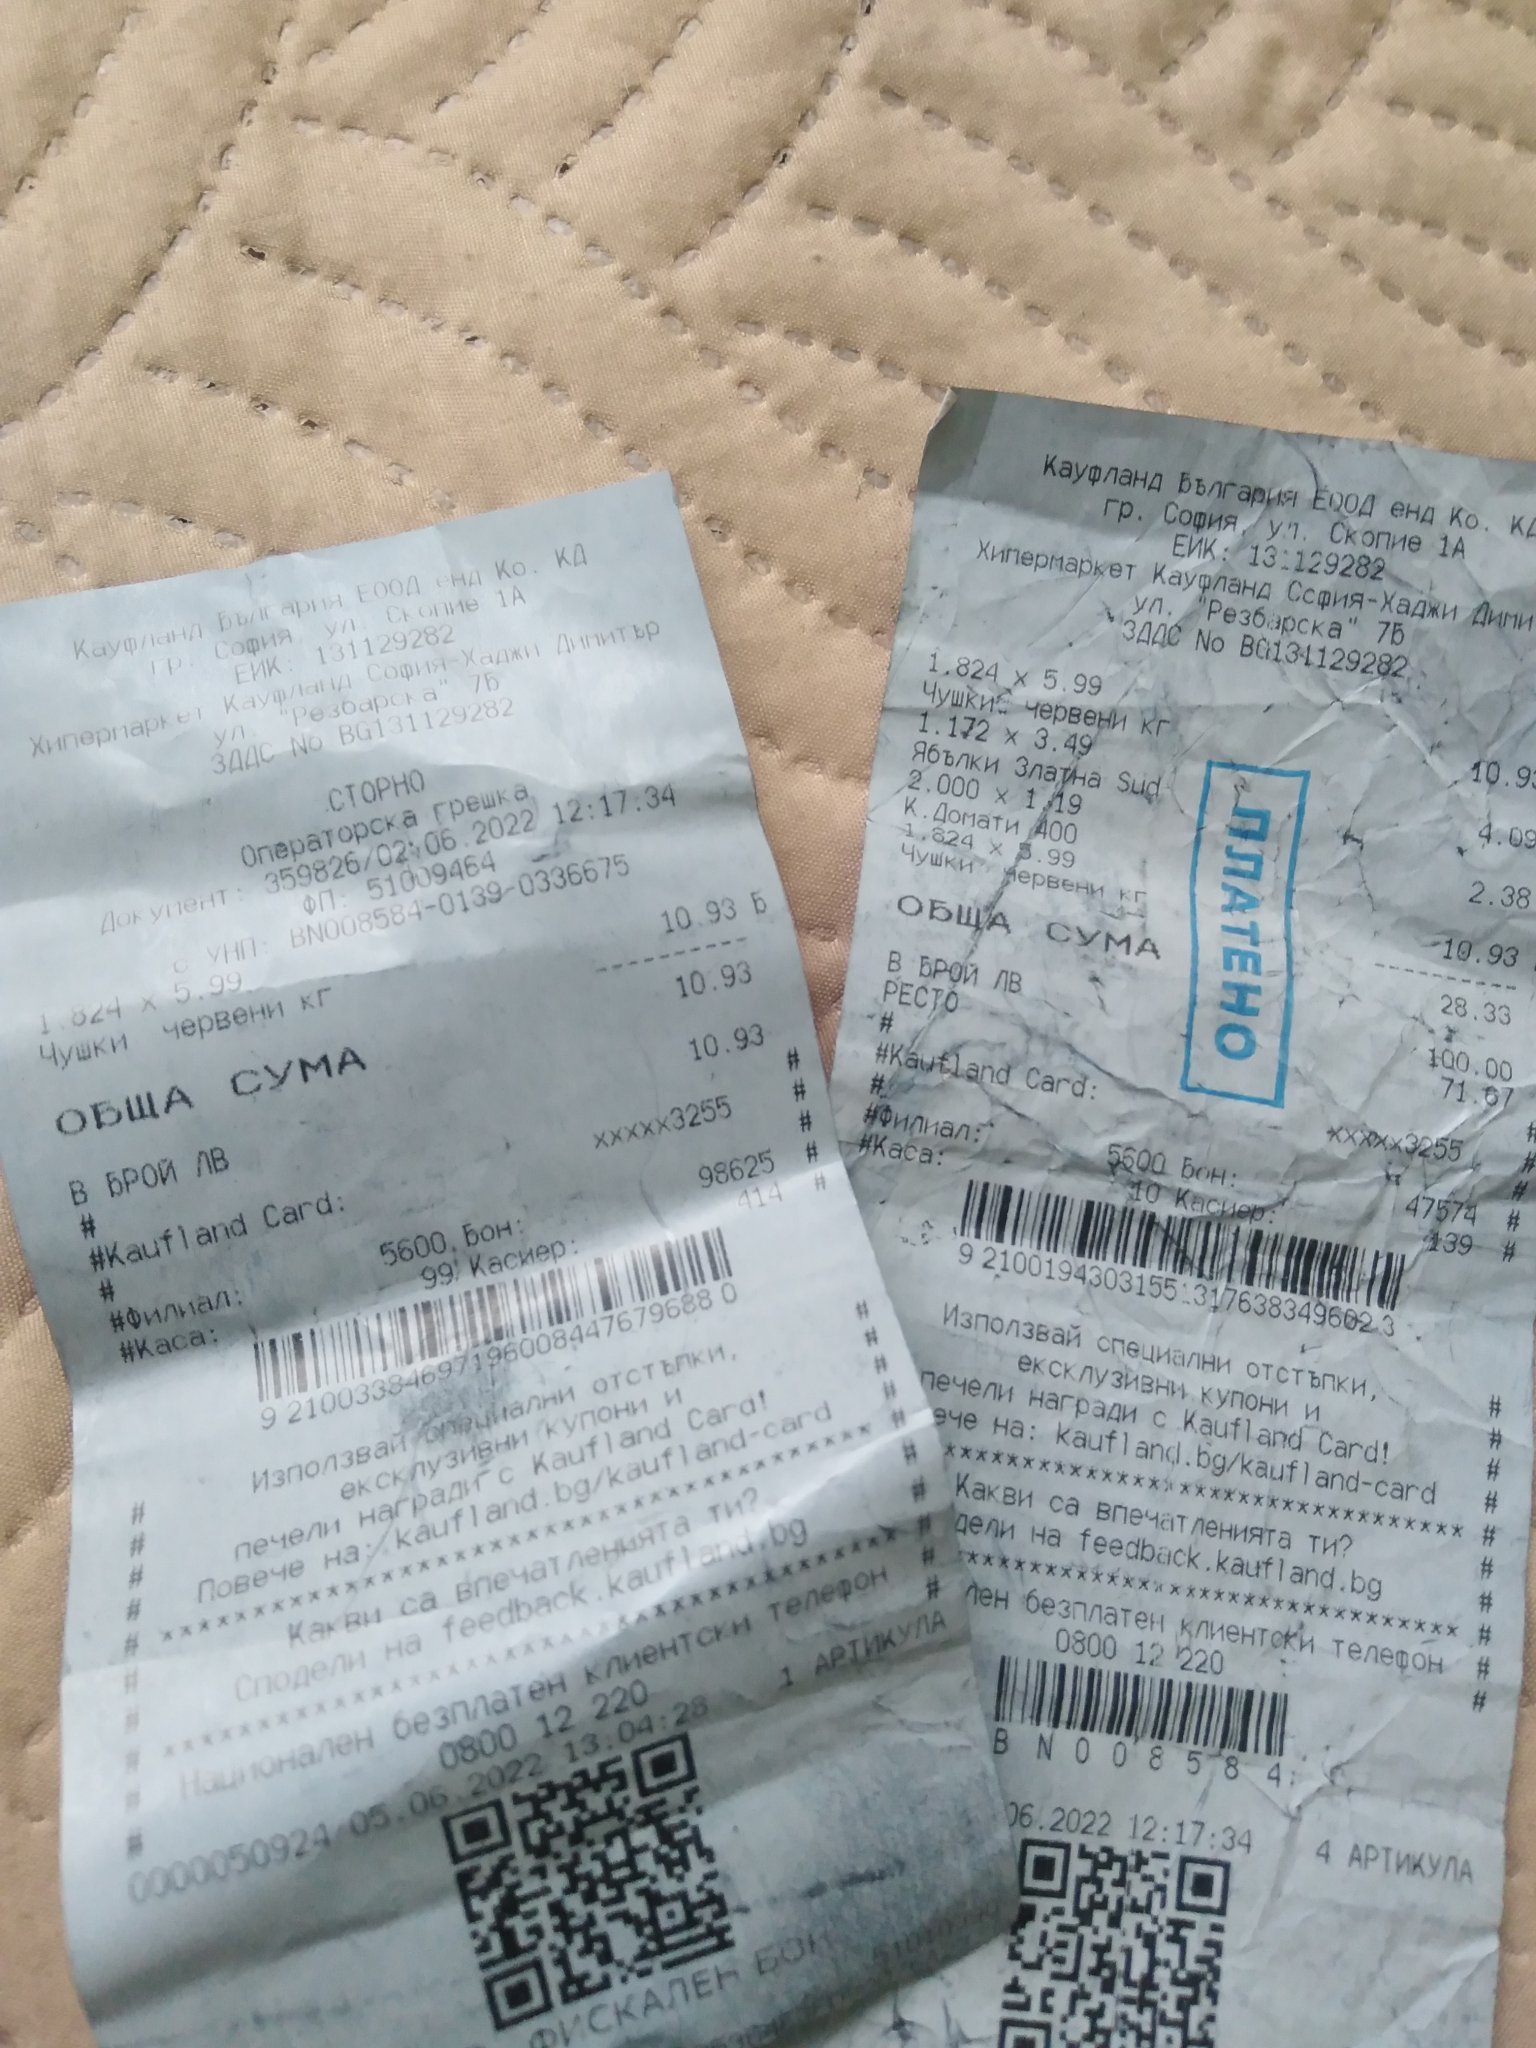 Кауфланд България ЕООД енд Ко. КД
гр. София, ул. Скопие 1А
ЕИК: 131129282
Хипермаркет Кауфланд София-Хаджи Димитър
ул. "Резбарска" 7б
ЗДДС No BG131129282
СТОРНО
Операторска грешка
Документ: 359826/02.06.2022 12:17:34
ФП: 51009464
с УНП: BN008584-0139-0336675
1.824 x 5.99
Чушки червени кг 10.93 Б
ОБЩА СУМА 10.93
В БРОЙ ЛВ 10.93
# #
#Kaufland Card: xxxxx3255 #
# #
#Филиал: 5600 Бон: 98625 #
#Каса: 99 Касиер: 414 #
9 210033846971960084476796880
# #
# Използвай специални отстъпки, #
# ексклузивни купони и #
# печели награди с Kaufland Card! #
# Повече на: kaufland.bg/kaufland-card #
Какви са впечатленията ти?
Сподели на feedback.kaufland.bg
Национален безплатен клиентски телефон
0800 12 220
0000050924/05.06.2022 13:04:28 1 АРТИКУЛА
ФИСКАЛЕН БОН
Кауфланд България ЕООД енд Ко. КД
гр. София, ул. Скопие 1А
ЕИК: 131129282
Хипермаркет Кауфланд София-Хаджи Дими
ул. "Резбарска" 7б
ЗДДС No BG131129282
1.824 x 5.99
Чушки червени кг 10.93
1.172 x 3.49
Ябълки Златна Sud 4.09
2.000 x 1.19
К.Домати 400 2.38
1.824 x 5.99
Чушки червени кг 10.93
ОБЩА СУМА 28.33
В БРОЙ ЛВ 100.00
РЕСТО 71.67
# #
#Kaufland Card: xxxxx3255 #
# #
#Филиал: 5600 Бон: 47574 #
#Каса: 10 Касиер: 139 #
ПЛАТЕНО
Използвай специални отстъпки,
ексклузивни купони и #
печели награди с Kaufland Card! #
ече на: kaufland.bg/kaufland-card #
Какви са впечатленията ти? #
дели на feedback.kaufland.bg #
лен безплатен клиентски телефон #
0800 12 220 #
BN008584
06.2022 12:17:34 4 АРТИКУЛА